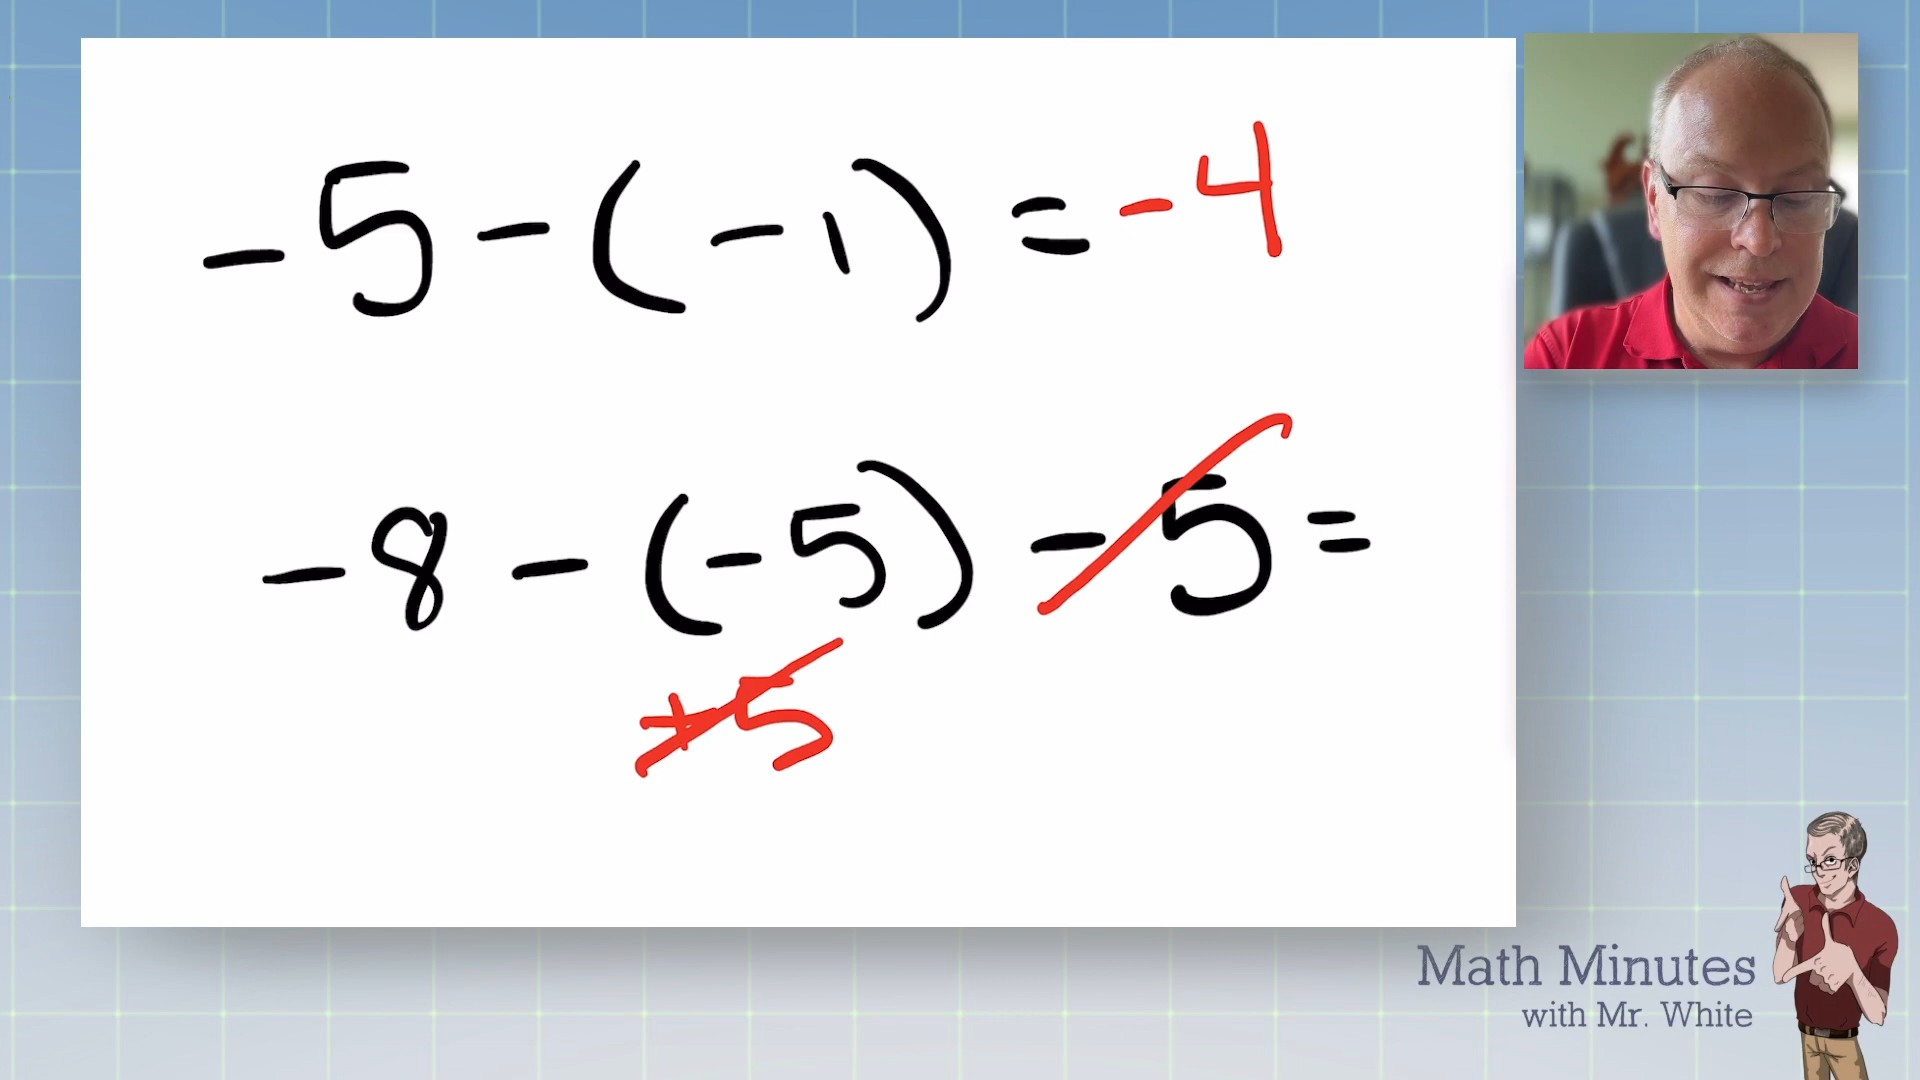 -5-(-1)=-4
-8-(-5)-5=
+5
Math Minutes
with Mr. White